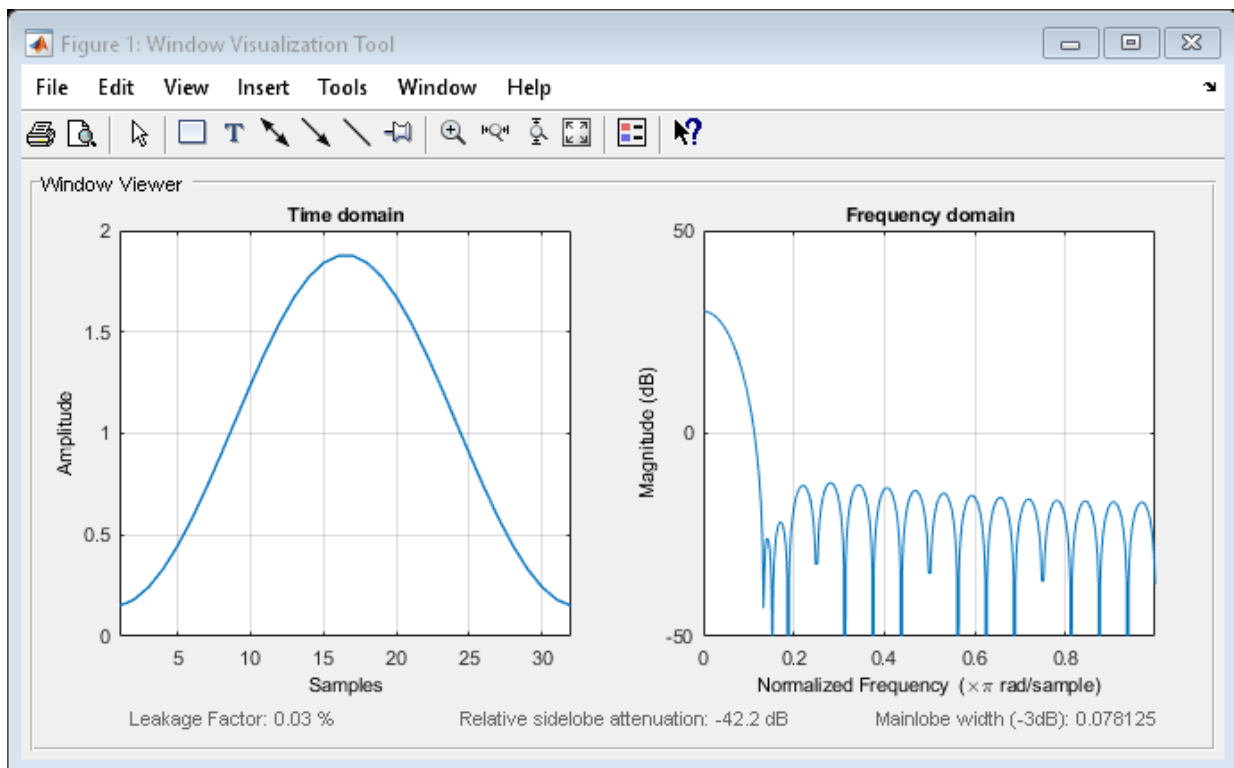 Figure 1: Window Visualization Tool
File Edit View Insert Tools Window Help
T ?
Window Viewer
Time domain
2
1.5
1
0.5
0
5 10 15 20 25 30
Samples
Amplitude
Frequency domain
50
0
-50
0 0.2 0.4 0.6 0.8
Normalized Frequency (×π rad/sample)
Magnitude (dB)
Leakage Factor: 0.03 % Relative sidelobe attenuation: -42.2 dB Mainlobe width (-3dB): 0.078125